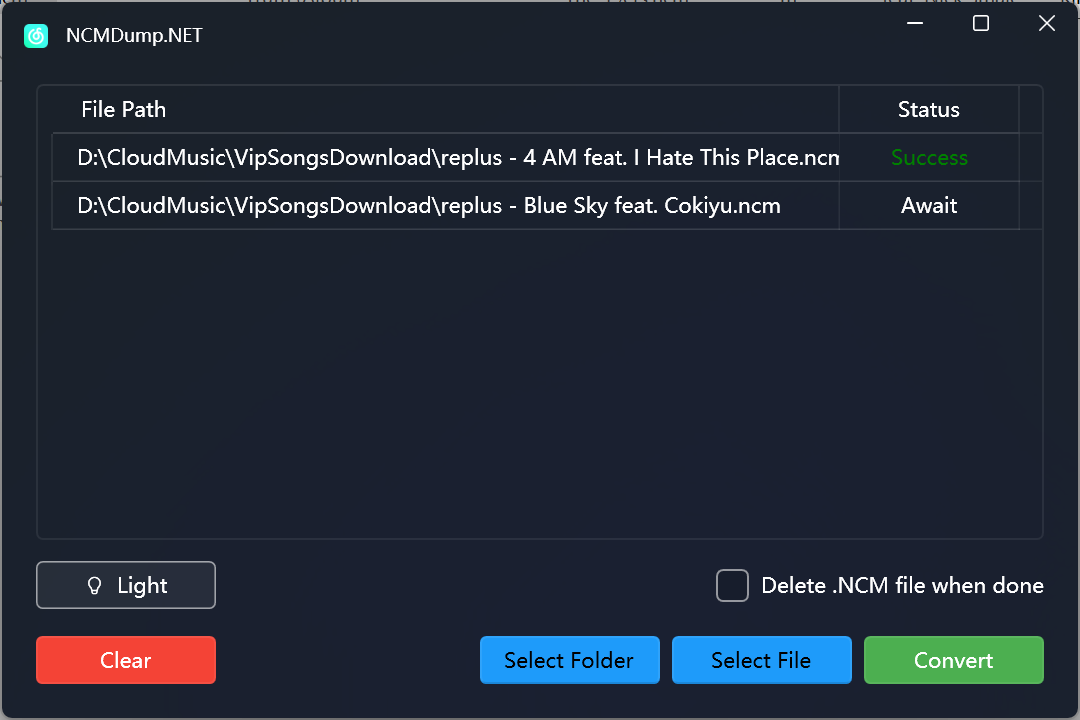 NCMDump.NET
File Path Status
D:\CloudMusic\VipSongsDownload\replus - 4 AM feat. I Hate This Place.ncm Success
D:\CloudMusic\VipSongsDownload\replus - Blue Sky feat. Cokiyu.ncm Await
Light Delete .NCM file when done
Clear Select Folder Select File Convert